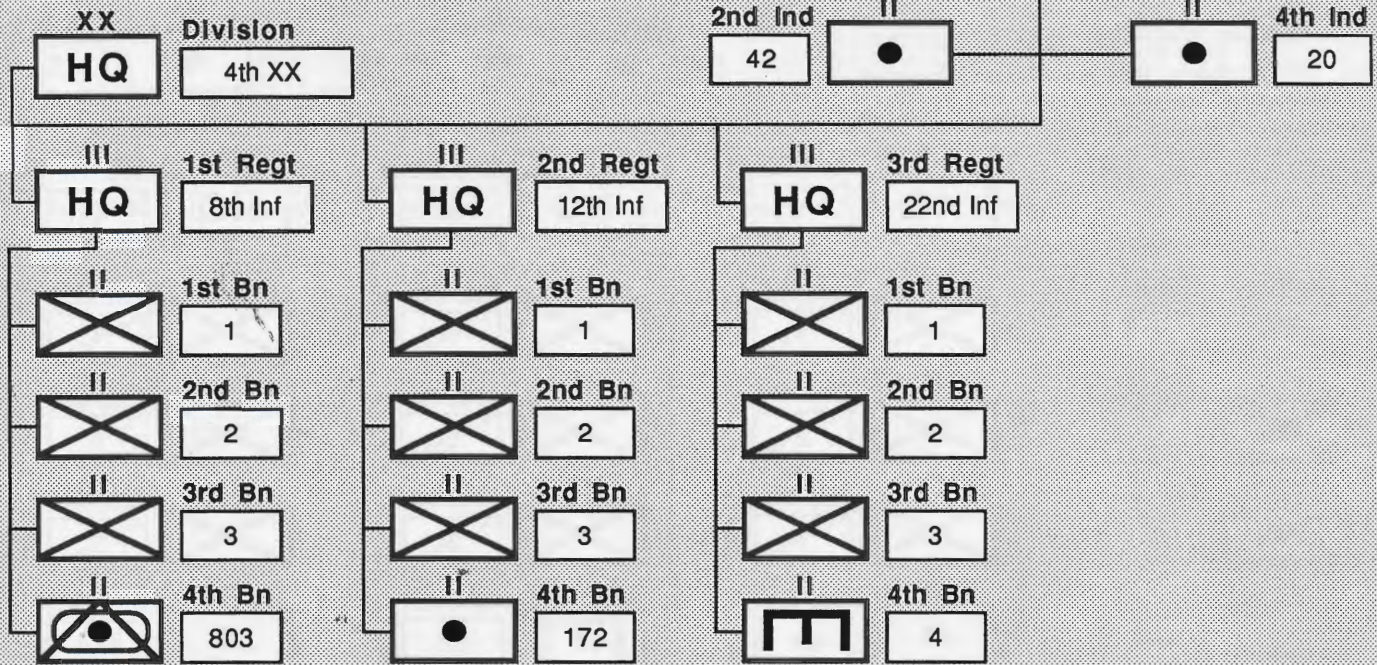 XX
Division
HQ
4th XX
2nd Ind
II
42
II
4th Ind
20
III
1st Regt
HQ
8th Inf
III
2nd Regt
HQ
12th Inf
III
3rd Regt
HQ
22nd Inf
II
1st Bn
1
II
2nd Bn
2
II
3rd Bn
3
II
4th Bn
803
II
1st Bn
1
II
2nd Bn
2
II
3rd Bn
3
II
4th Bn
172
II
1st Bn
1
II
2nd Bn
2
II
3rd Bn
3
II
4th Bn
E
4